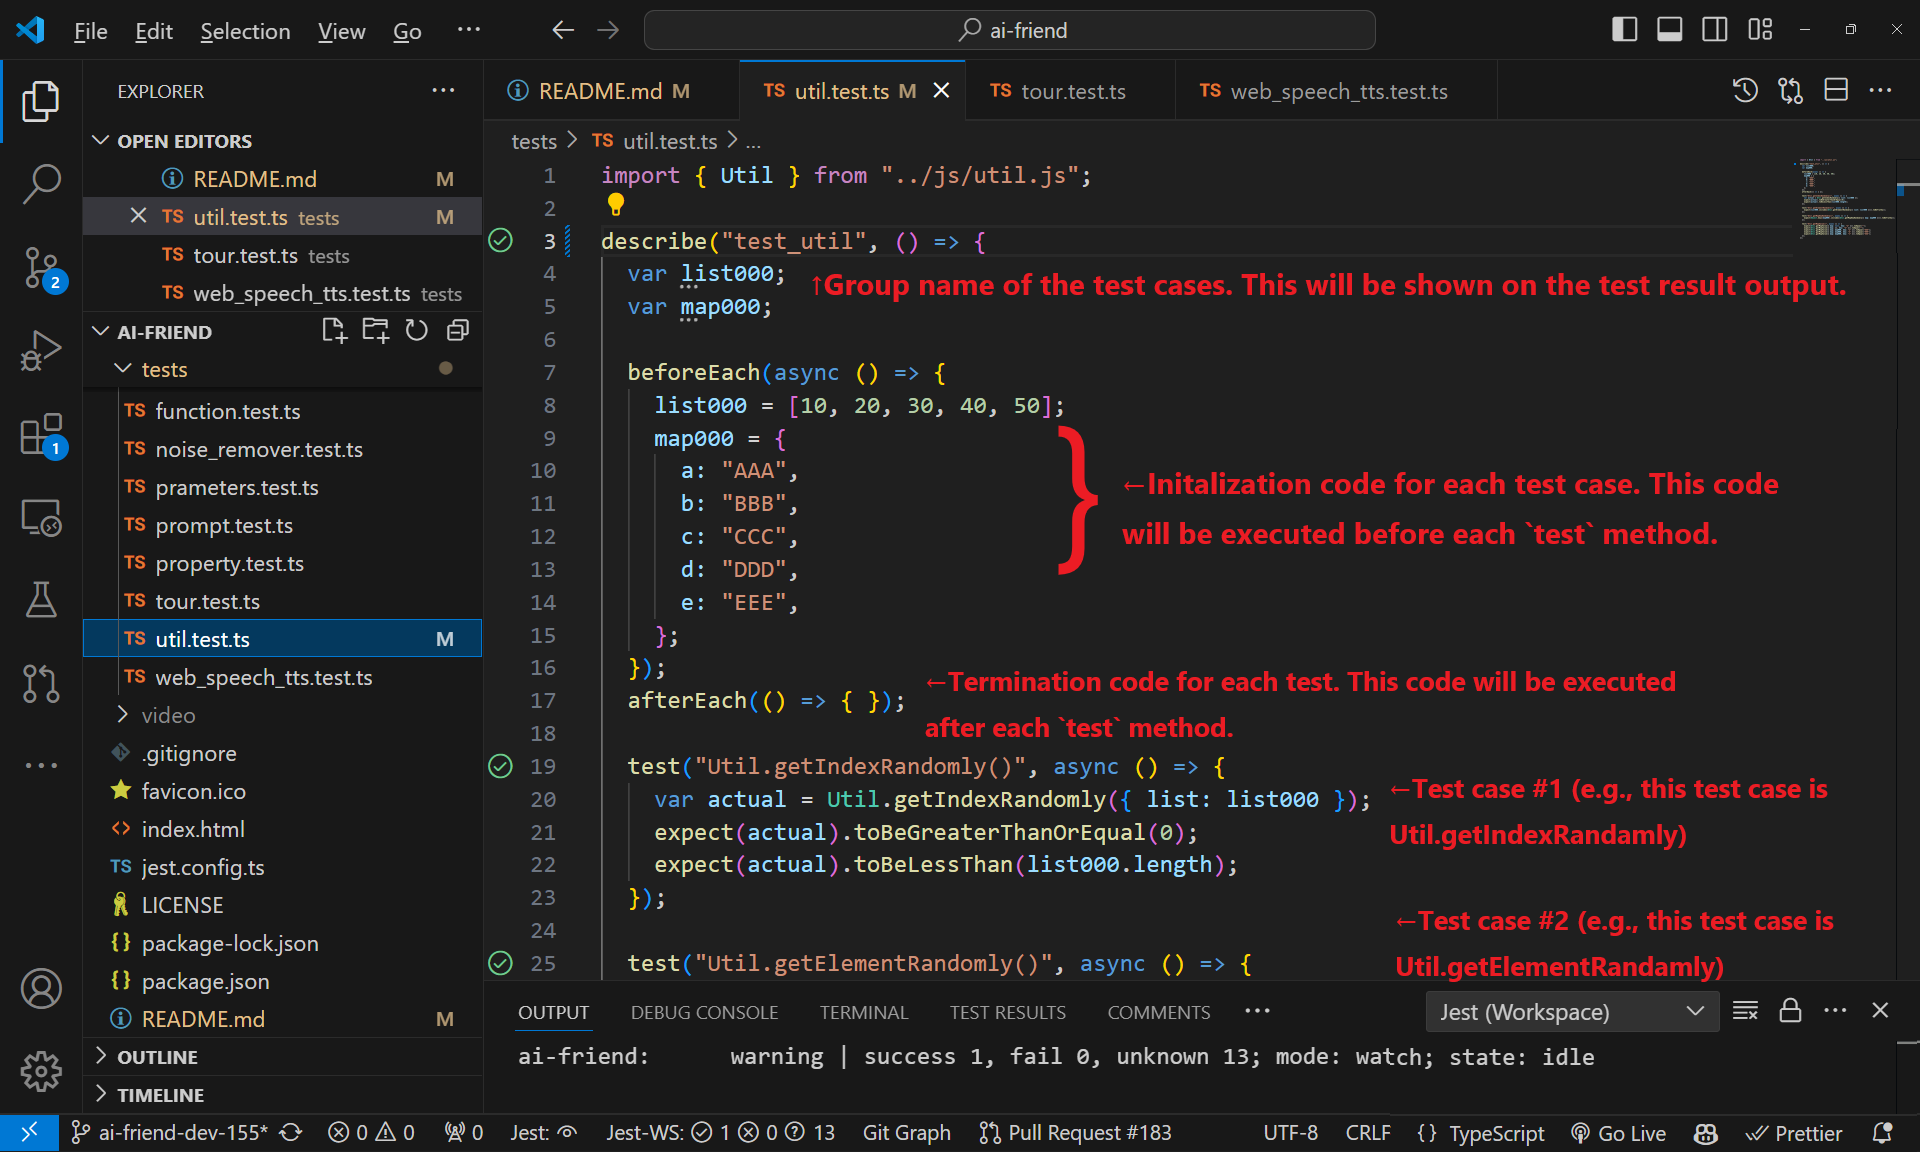 File Edit Selection View Go ···
ai-friend
EXPLORER ···
OPEN EDITORS
README.md M
TS util.test.ts tests M
TS tour.test.ts tests
TS web_speech_tts.test.ts tests
AI-FRIEND
tests
TS function.test.ts
TS noise_remover.test.ts
TS prameters.test.ts
TS prompt.test.ts
TS property.test.ts
TS tour.test.ts
TS util.test.ts M
TS web_speech_tts.test.ts
video
.gitignore
favicon.ico
index.html
TS jest.config.ts
LICENSE
{} package-lock.json
{} package.json
README.md M
OUTLINE
TIMELINE
2
1
README.md M
TS util.test.ts M
TS tour.test.ts
TS web_speech_tts.test.ts
tests > TS util.test.ts > ...
1 import { Util } from "../js/util.js";
2
3 describe("test_util", () => {
4 var list000;
↑Group name of the test cases. This will be shown on the test result output.
5 var map000;
6
7 beforeEach(async () => {
8 list000 = [10, 20, 30, 40, 50];
9 map000 = {
10 a: "AAA",
11 b: "BBB",
12 c: "CCC",
13 d: "DDD",
14 e: "EEE",
15 };
16 });
}
←Initalization code for each test case. This code
will be executed before each `test` method.
17 afterEach(() => { });
←Termination code for each test. This code will be executed
after each `test` method.
18
19 test("Util.getIndexRandomly()", async () => {
20 var actual = Util.getIndexRandomly({ list: list000 });
21 expect(actual).toBeGreaterThanOrEqual(0);
22 expect(actual).toBeLessThan(list000.length);
23 });
←Test case #1 (e.g., this test case is
Util.getIndexRandamly)
24
25 test("Util.getElementRandomly()", async () => {
←Test case #2 (e.g., this test case is
Util.getElementRandamly)
OUTPUT DEBUG CONSOLE TERMINAL TEST RESULTS COMMENTS ··· Jest (Workspace)
ai-friend: warning | success 1, fail 0, unknown 13; mode: watch; state: idle
ai-friend-dev-155* 0 0 0 Jest: Jest-WS: 1 0 13 Git Graph Pull Request #183 UTF-8 CRLF {} TypeScript Go Live Prettier